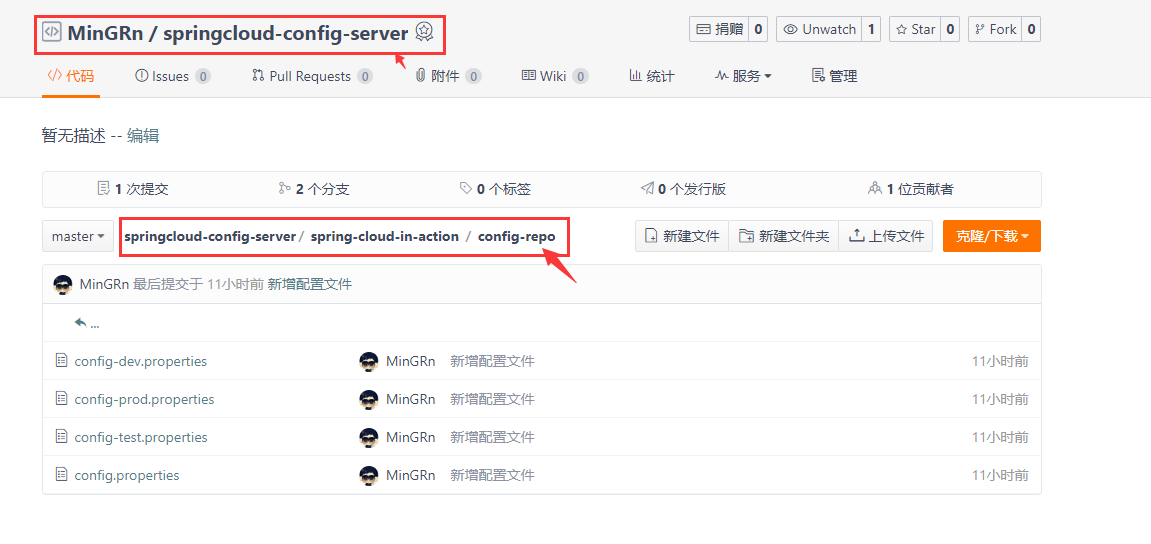 MinGRn / springcloud-config-server 捐赠 0 Unwatch 1 Star 0 Fork 0
代码 Issues 0 Pull Requests 0 附件 0 Wiki 0 统计 服务 管理
暂无描述 -- 编辑
1 次提交 2 个分支 0 个标签 0 个发行版 1 位贡献者
master springcloud-config-server / spring-cloud-in-action / config-repo 新建文件 新建文件夹 上传文件 克隆/下载
MinGRn 最后提交于 11小时前 新增配置文件
...
config-dev.properties MinGRn 新增配置文件 11小时前
config-prod.properties MinGRn 新增配置文件 11小时前
config-test.properties MinGRn 新增配置文件 11小时前
config.properties MinGRn 新增配置文件 11小时前